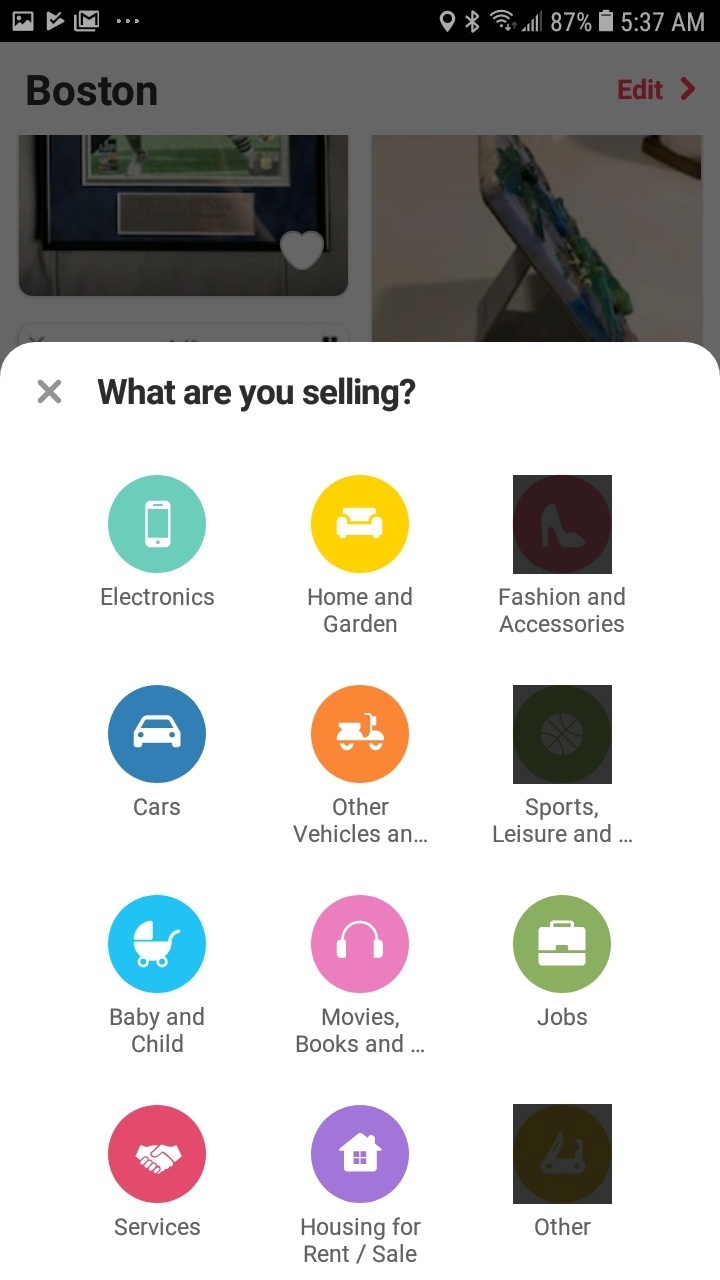 87% 5:37 AM
Boston
Edit
What are you selling?
Electronics
Home and
Garden
Fashion and
Accessories
Cars
Other
Vehicles an...
Sports,
Leisure and ...
Baby and
Child
Movies,
Books and ...
Jobs
Services
Housing for
Rent / Sale
Other